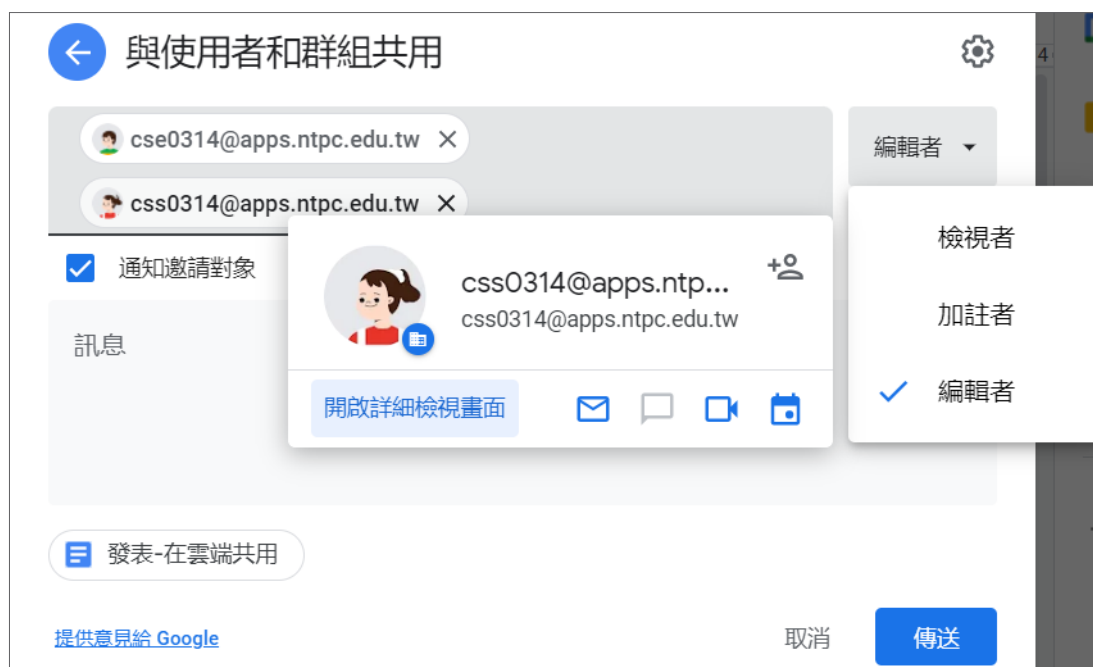 與使用者和群組共用
cse0314@apps.ntpc.edu.tw
編輯者
css0314@apps.ntpc.edu.tw
檢視者
通知邀請對象
css0314@apps.ntp...
css0314@apps.ntpc.edu.tw
加註者
訊息
編輯者
開啟詳細檢視畫面
發表-在雲端共用
提供意見給 Google
取消
傳送
4